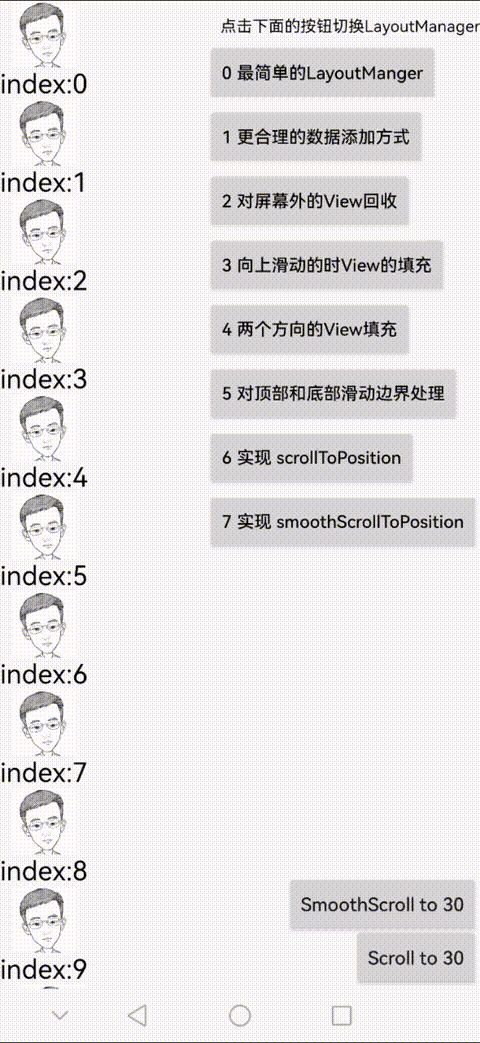 点击下面的按钮切换LayoutManager
0 最简单的LayoutManger
1 更合理的数据添加方式
2 对屏幕外的View回收
3 向上滑动的时View的填充
4 两个方向的View填充
5 对顶部和底部滑动边界处理
6 实现 scrollToPosition
7 实现 smoothScrollToPosition
index:0
index:1
index:2
index:3
index:4
index:5
index:6
index:7
index:8
index:9
SmoothScroll to 30
Scroll to 30